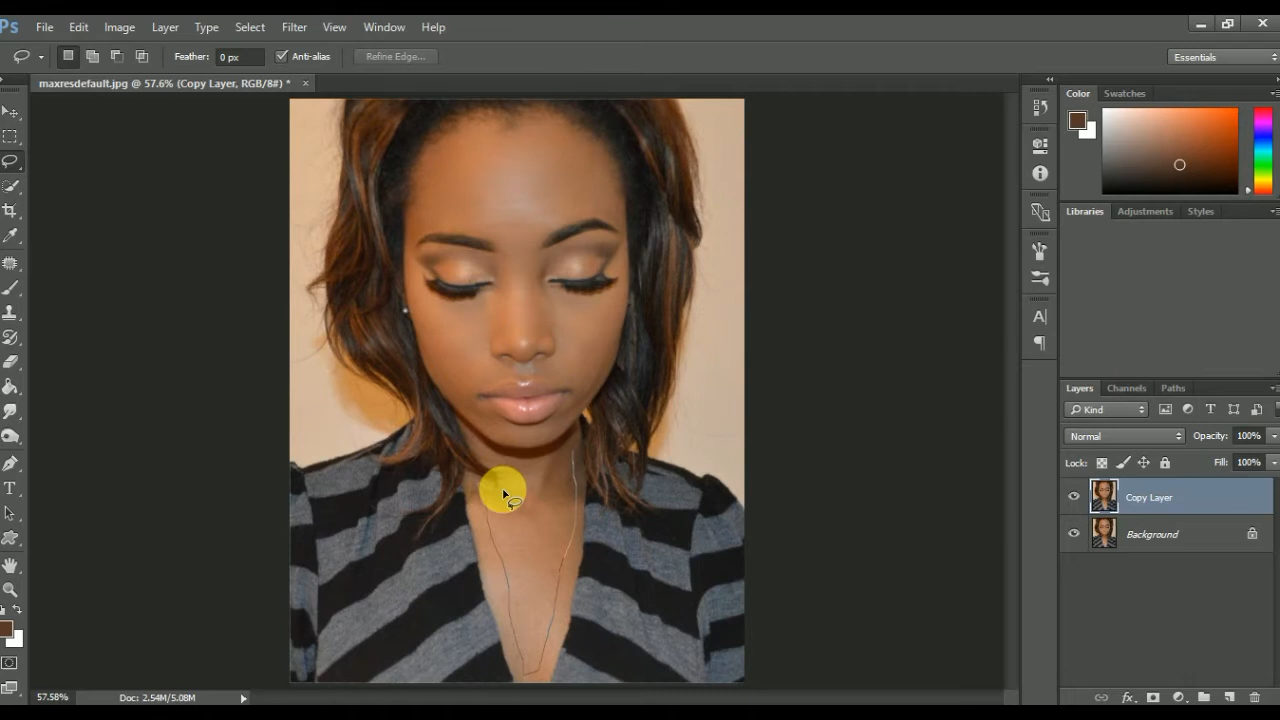 Ps File Edit Image Layer Type Select Filter View Window Help
Feather: 0 px Anti-alias Refine Edge... Essentials
maxresdefault.jpg @ 57.6% (Copy Layer, RGB/8#) * ×
Color Swatches
Libraries Adjustments Styles
Layers Channels Paths
Kind
Normal Opacity: 100%
Lock: Fill: 100%
Copy Layer
Background
57.58% Doc: 2.54M/5.08M